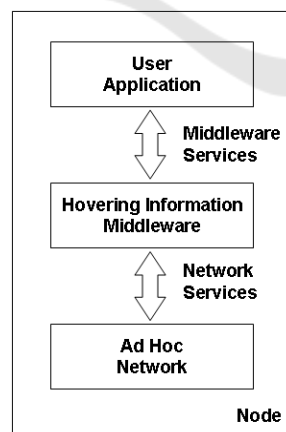 User
Application
Middleware
Services
Hovering Information
Middleware
Network
Services
Ad Hoc
Network
Node